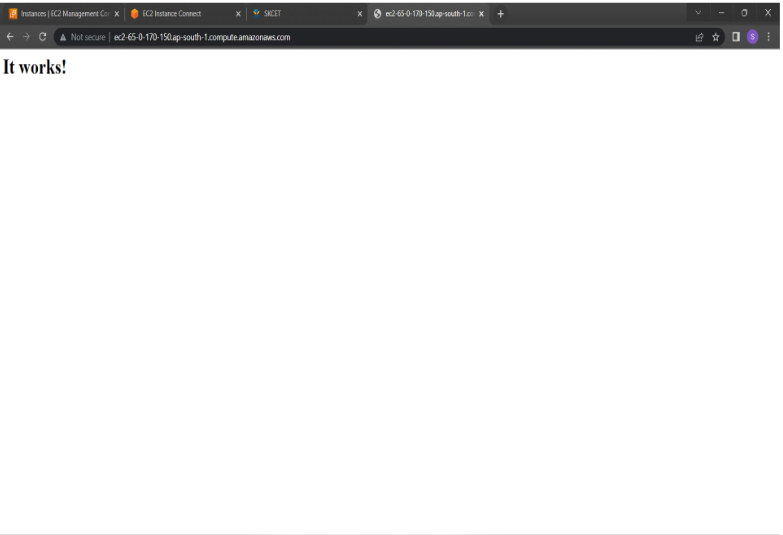 Instances | EC2 Management Con
EC2 Instance Connect
SKCET
ec2-65-0-170-150.ap-south-1.co
Not secure
ec2-65-0-170-150.ap-south-1.compute.amazonaws.com
S
It works!